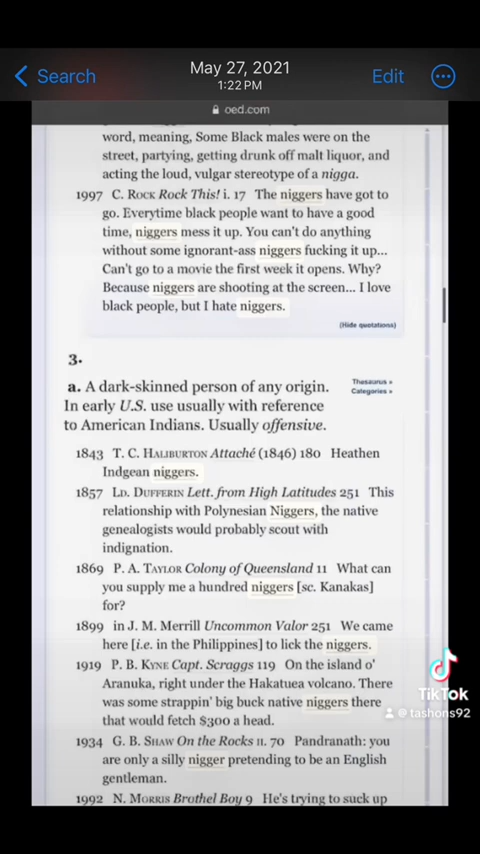 Search
May 27, 2021
1:22 PM
Edit
oed.com
word, meaning, Some Black males were on the
street, partying, getting drunk off malt liquor, and
acting the loud, vulgar stereotype of a nigga.
1997 C. ROCK Rock This! i. 17 The niggers have got to
go. Everytime black people want to have a good
time, niggers mess it up. You can't do anything
without some ignorant-ass niggers fucking it up...
Can't go to a movie the first week it opens. Why?
Because niggers are shooting at the screen... I love
black people, but I hate niggers.
(Hide quotations)
3.
a. A dark-skinned person of any origin.
Thesaurus »
Categories »
In early U.S. use usually with reference
to American Indians. Usually offensive.
1843 T. C. HALIBURTON Attaché (1846) 180 Heathen
Indgean niggers.
1857 LD. DUFFERIN Lett. from High Latitudes 251 This
relationship with Polynesian Niggers, the native
genealogists would probably scout with
indignation.
1869 P. A. TAYLOR Colony of Queensland 11 What can
you supply me a hundred niggers [sc. Kanakas]
for?
1899 in J. M. Merrill Uncommon Valor 251 We came
here [i.e. in the Philippines] to lick the niggers.
1919 P. B. KYNE Capt. Scraggs 119 On the island o'
Aranuka, right under the Hakatuea volcano. There
was some strappin' big buck native niggers there
that would fetch $300 a head.
1934 G. B. SHAW On the Rocks II. 70 Pandranath: you
are only a silly nigger pretending to be an English
gentleman.
1992 N. MORRIS Brothel Boy 9 He's trying to suck up
TikTok
@tashons92